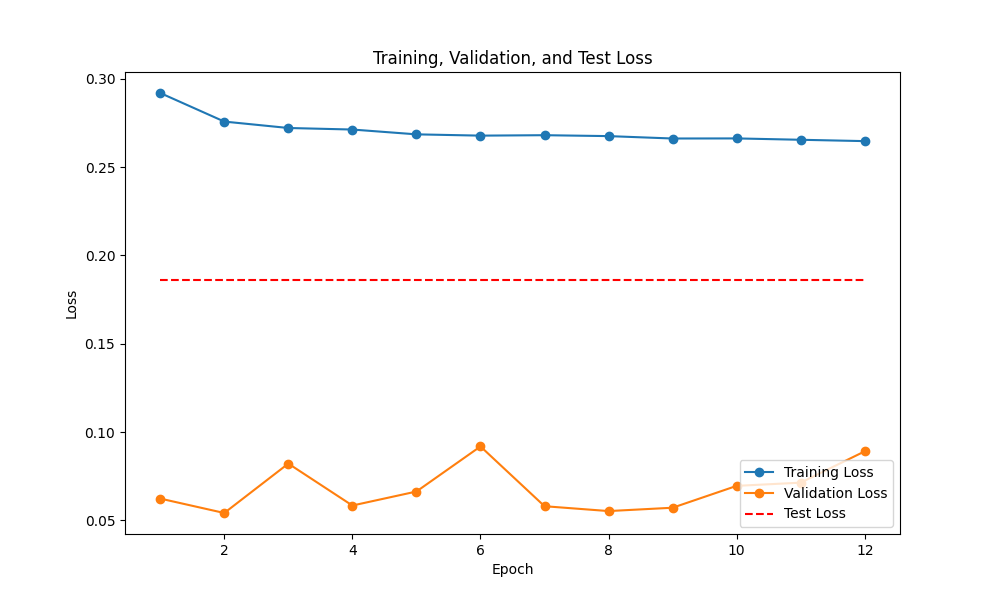 Training, Validation, and Test Loss
0.30
0.25
0.20
0.15
0.10
0.05
Loss
2
4
6
8
10
12
Epoch
Training Loss
Validation Loss
Test Loss